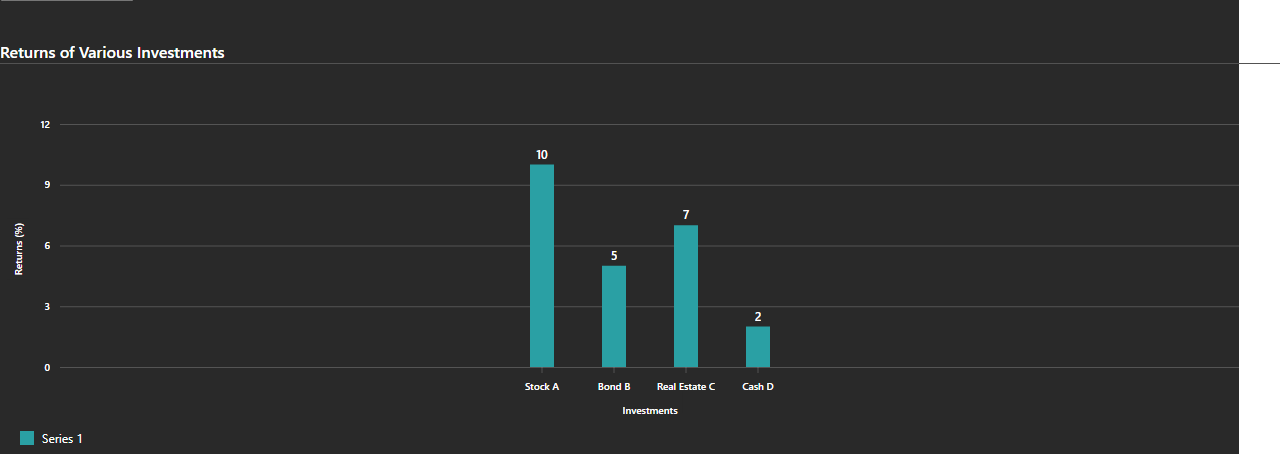 Returns of Various Investments
12
9
6
3
0
Returns (%)
10
5
7
2
Stock A
Bond B
Real Estate C
Cash D
Investments
Series 1